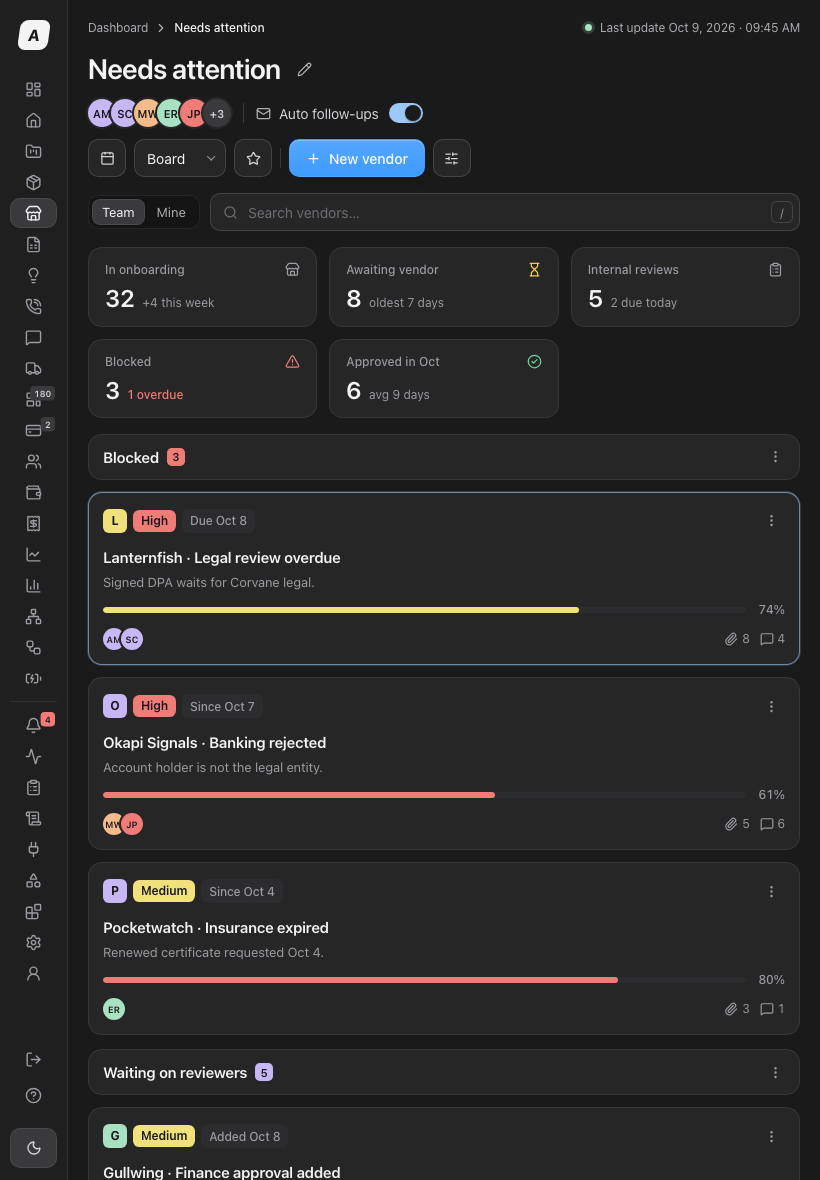 A
Dashboard > Needs attention
Last update Oct 9, 2026 · 09:45 AM
Needs attention
AM SC MW ER JP +3
Auto follow-ups
Board
+ New vendor
Team Mine
Search vendors...
/
In onboarding
32 +4 this week
Awaiting vendor
8 oldest 7 days
Internal reviews
5 2 due today
Blocked
3 1 overdue
Approved in Oct
6 avg 9 days
180
2
4
Blocked 3
L High Due Oct 8
Lanternfish · Legal review overdue
Signed DPA waits for Corvane legal.
74%
AM SC
8 4
O High Since Oct 7
Okapi Signals · Banking rejected
Account holder is not the legal entity.
61%
MW JP
5 6
P Medium Since Oct 4
Pocketwatch · Insurance expired
Renewed certificate requested Oct 4.
80%
ER
3 1
Waiting on reviewers 5
G Medium Added Oct 8
Gullwing · Finance approval added